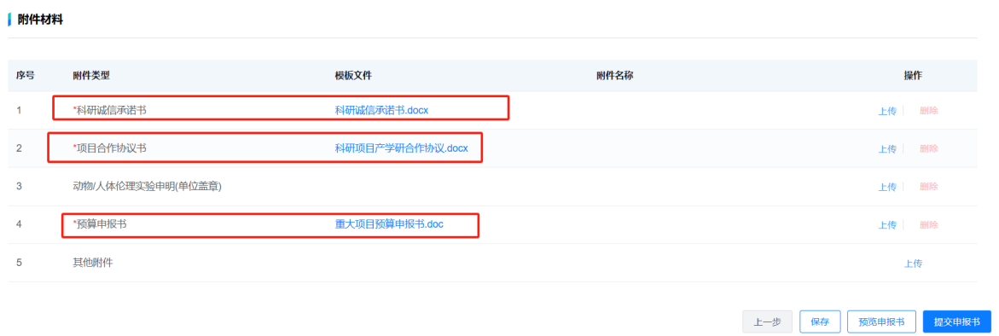 附件材料
序号 附件类型 模板文件 附件名称 操作
1 *科研诚信承诺书 科研诚信承诺书.docx 上传 删除
2 *项目合作协议书 科研项目产学研合作协议.docx 上传 删除
3 动物/人体伦理实验申明(单位盖章) 上传 删除
4 *预算申报书 重大项目预算申报书.doc 上传 删除
5 其他附件 上传
上一步 保存 预览申报书 提交申报书